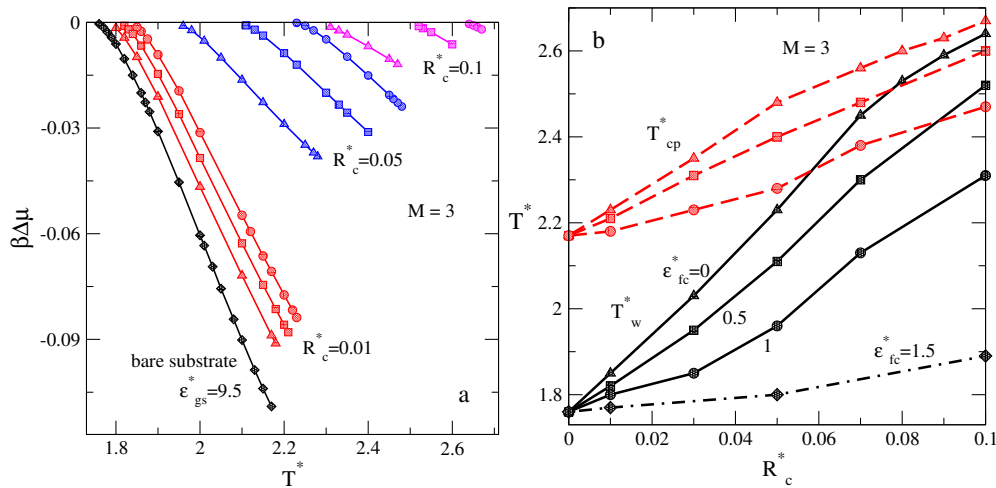 0
-0.03
-0.06
-0.09
βΔμ
1.8
2
2.2
2.4
2.6
T*
R*c=0.1
R*c=0.05
M = 3
R*c=0.01
bare substrate
ε*gs=9.5
a
b
M = 3
T*cp
ε*fc=0
T*w
0.5
1
ε*fc=1.5
2.6
2.4
2.2
2
1.8
T*
0
0.02
0.04
0.06
0.08
0.1
R*c